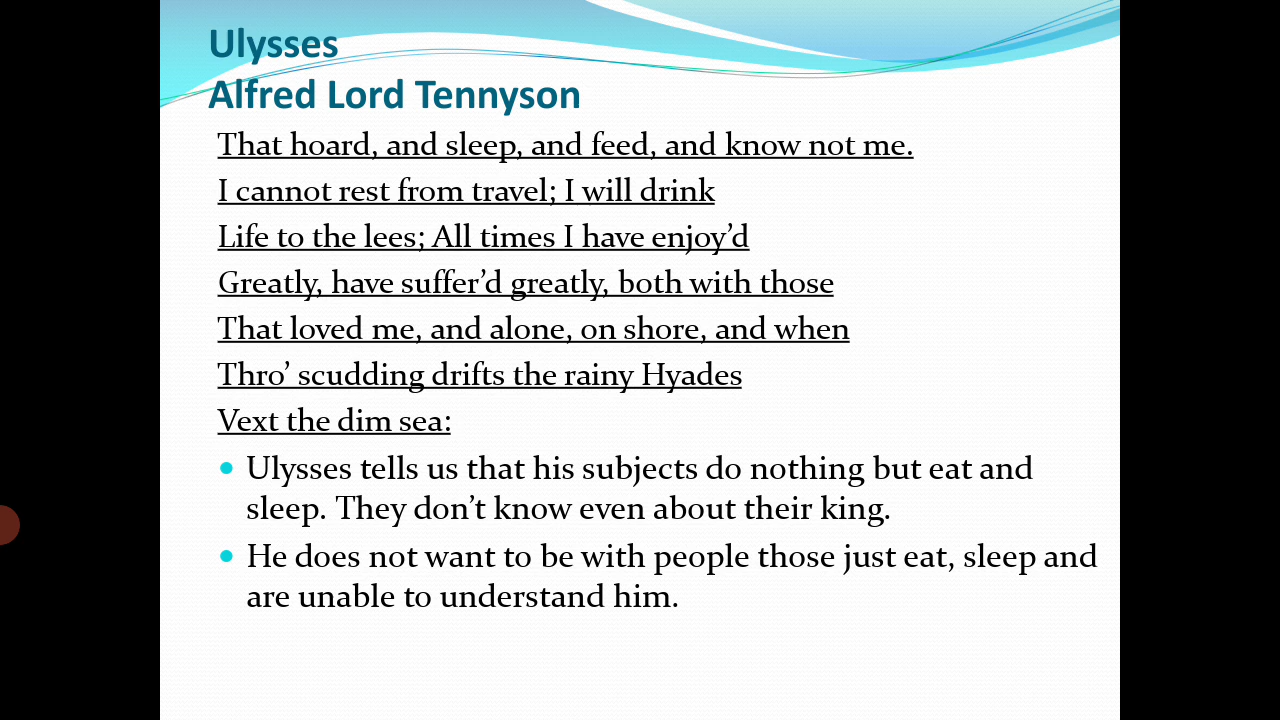 Ulysses
Alfred Lord Tennyson
That hoard, and sleep, and feed, and know not me.
I cannot rest from travel; I will drink
Life to the lees; All times I have enjoy’d
Greatly, have suffer’d greatly, both with those
That loved me, and alone, on shore, and when
Thro’ scudding drifts the rainy Hyades
Vext the dim sea:
• Ulysses tells us that his subjects do nothing but eat and
sleep. They don’t know even about their king.
• He does not want to be with people those just eat, sleep and
are unable to understand him.